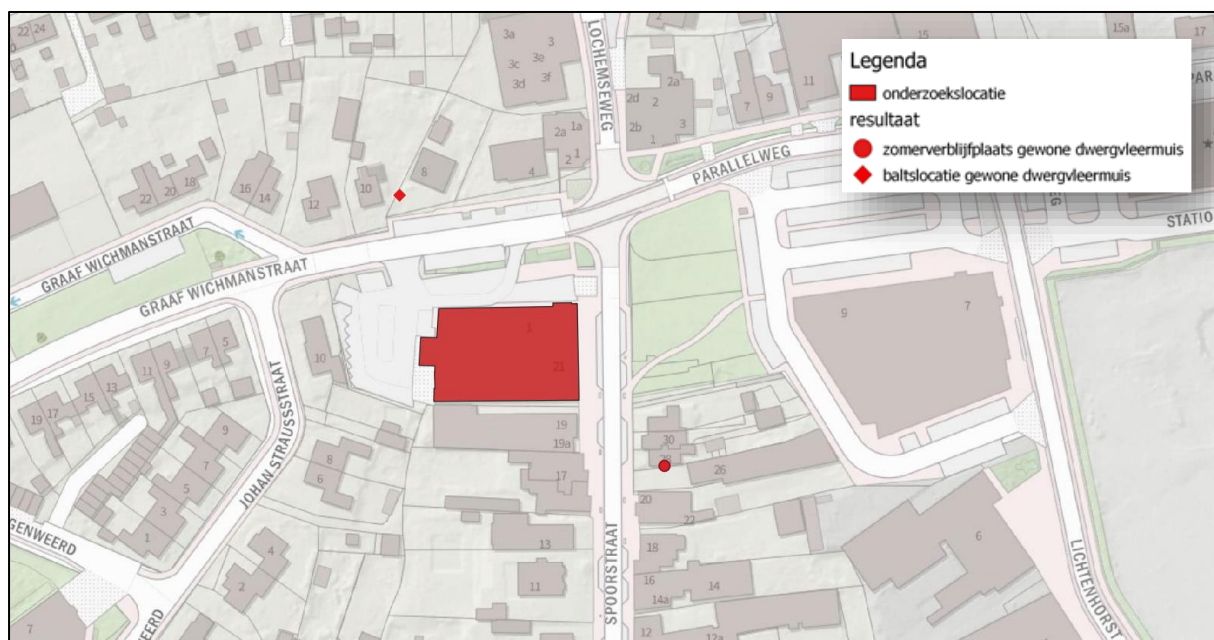 22 24
3a
3
3c
3e
3d
3f
LOCHEMSEWEG
2
2a
2d
2
2b
3
1
7
9
11
15
15a
17
PAR
Legenda
onderzoekslocatie
resultaat
zomerverblijfplaats gewone dwergvleermuis
baltslocatie gewone dwergvleermuis
2a
1a
2
1
4
8
10
12
16
14
18
20
22
PARALLELWEG
STATIO
GRAAF WICHMANSTRAAT
GRAAF WICHMANSTRAAT
10
1
21
9
7
5
7
9
11
13
15
17
19
JOHAN STRAUSSSTRAAT
9
7
5
3
1
8
6
19
19a
17
30
28
26
20
22
13
11
4
2
GENWEERD
WEERD
7
SPOORSTRAAT
18
16
14
14a
12
12a
6
LICHTENHORST